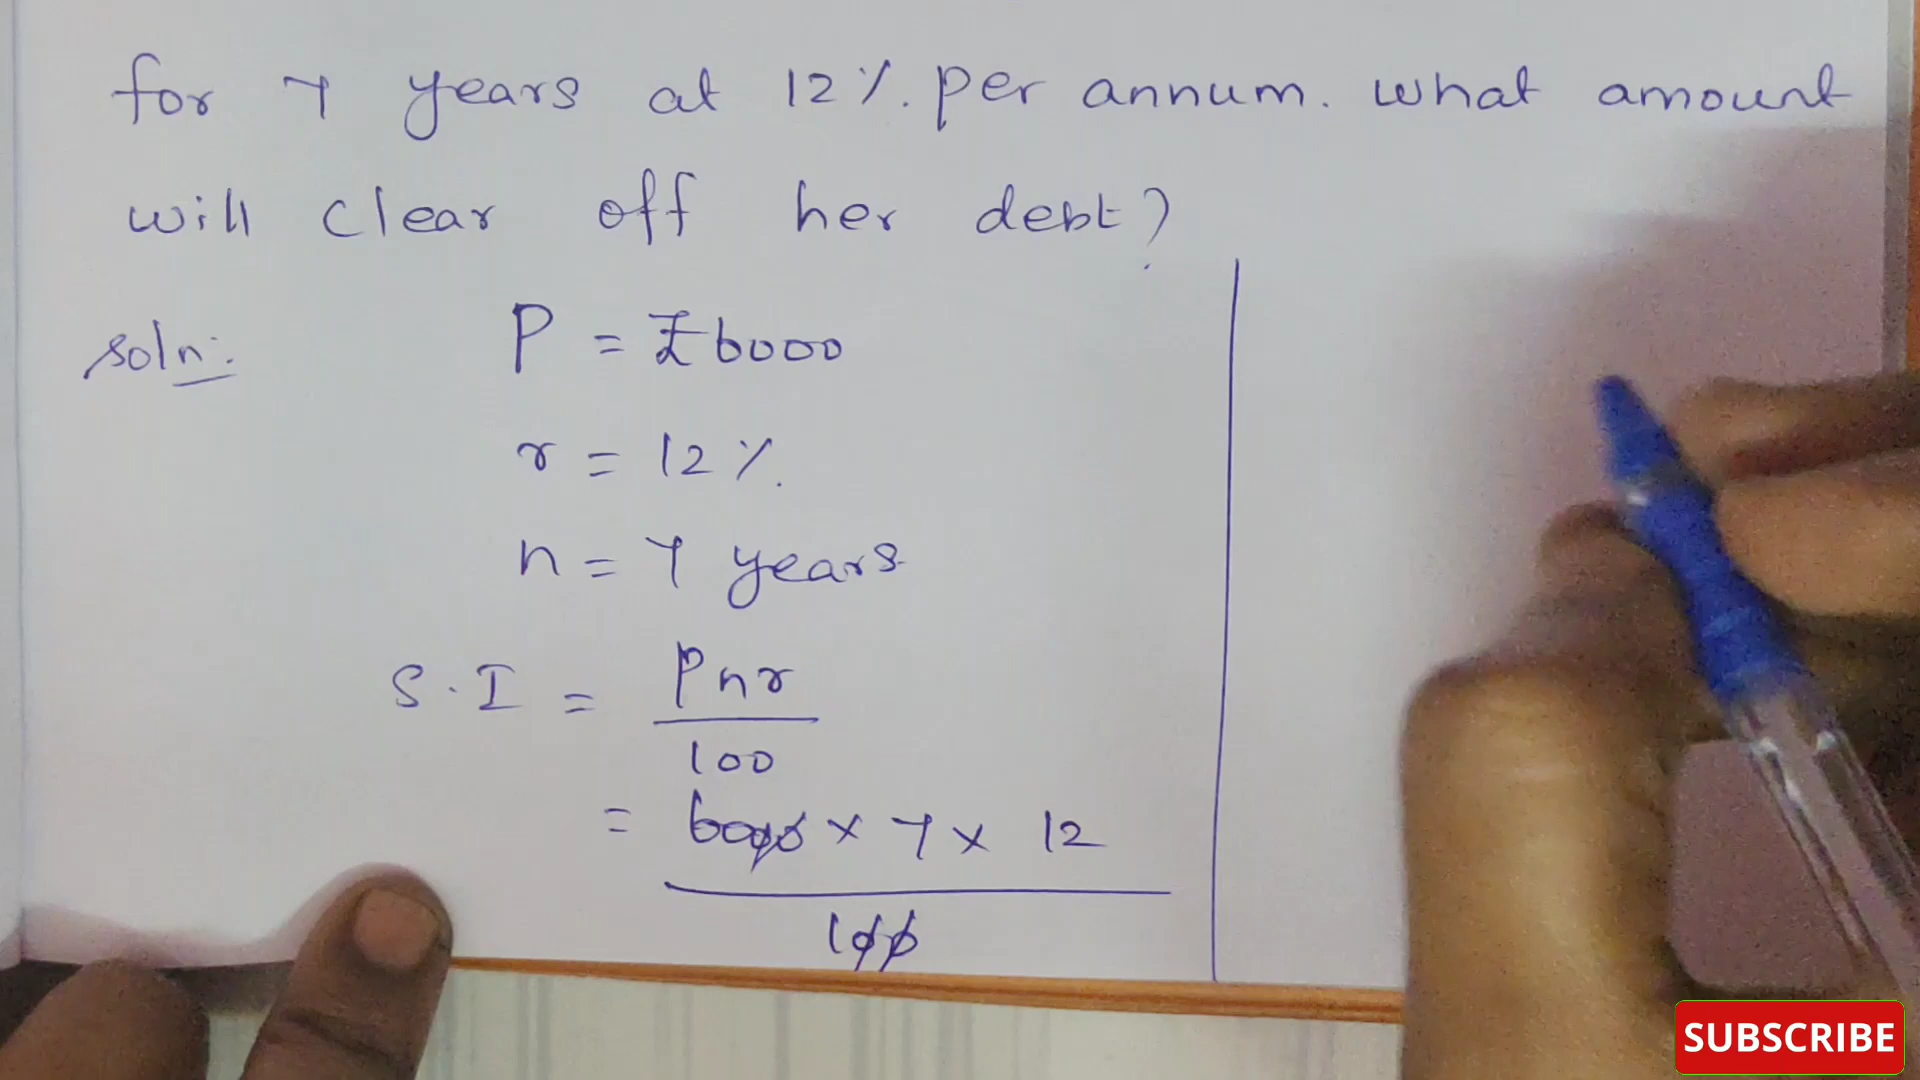 for 7 years at 12%. per annum. what amount
will clear off her debt?
soln:
P = ₹6000
r = 12%.
n = 7 years
S.I = Pnr
100
= 6000 × 7 × 12
100
SUBSCRIBE